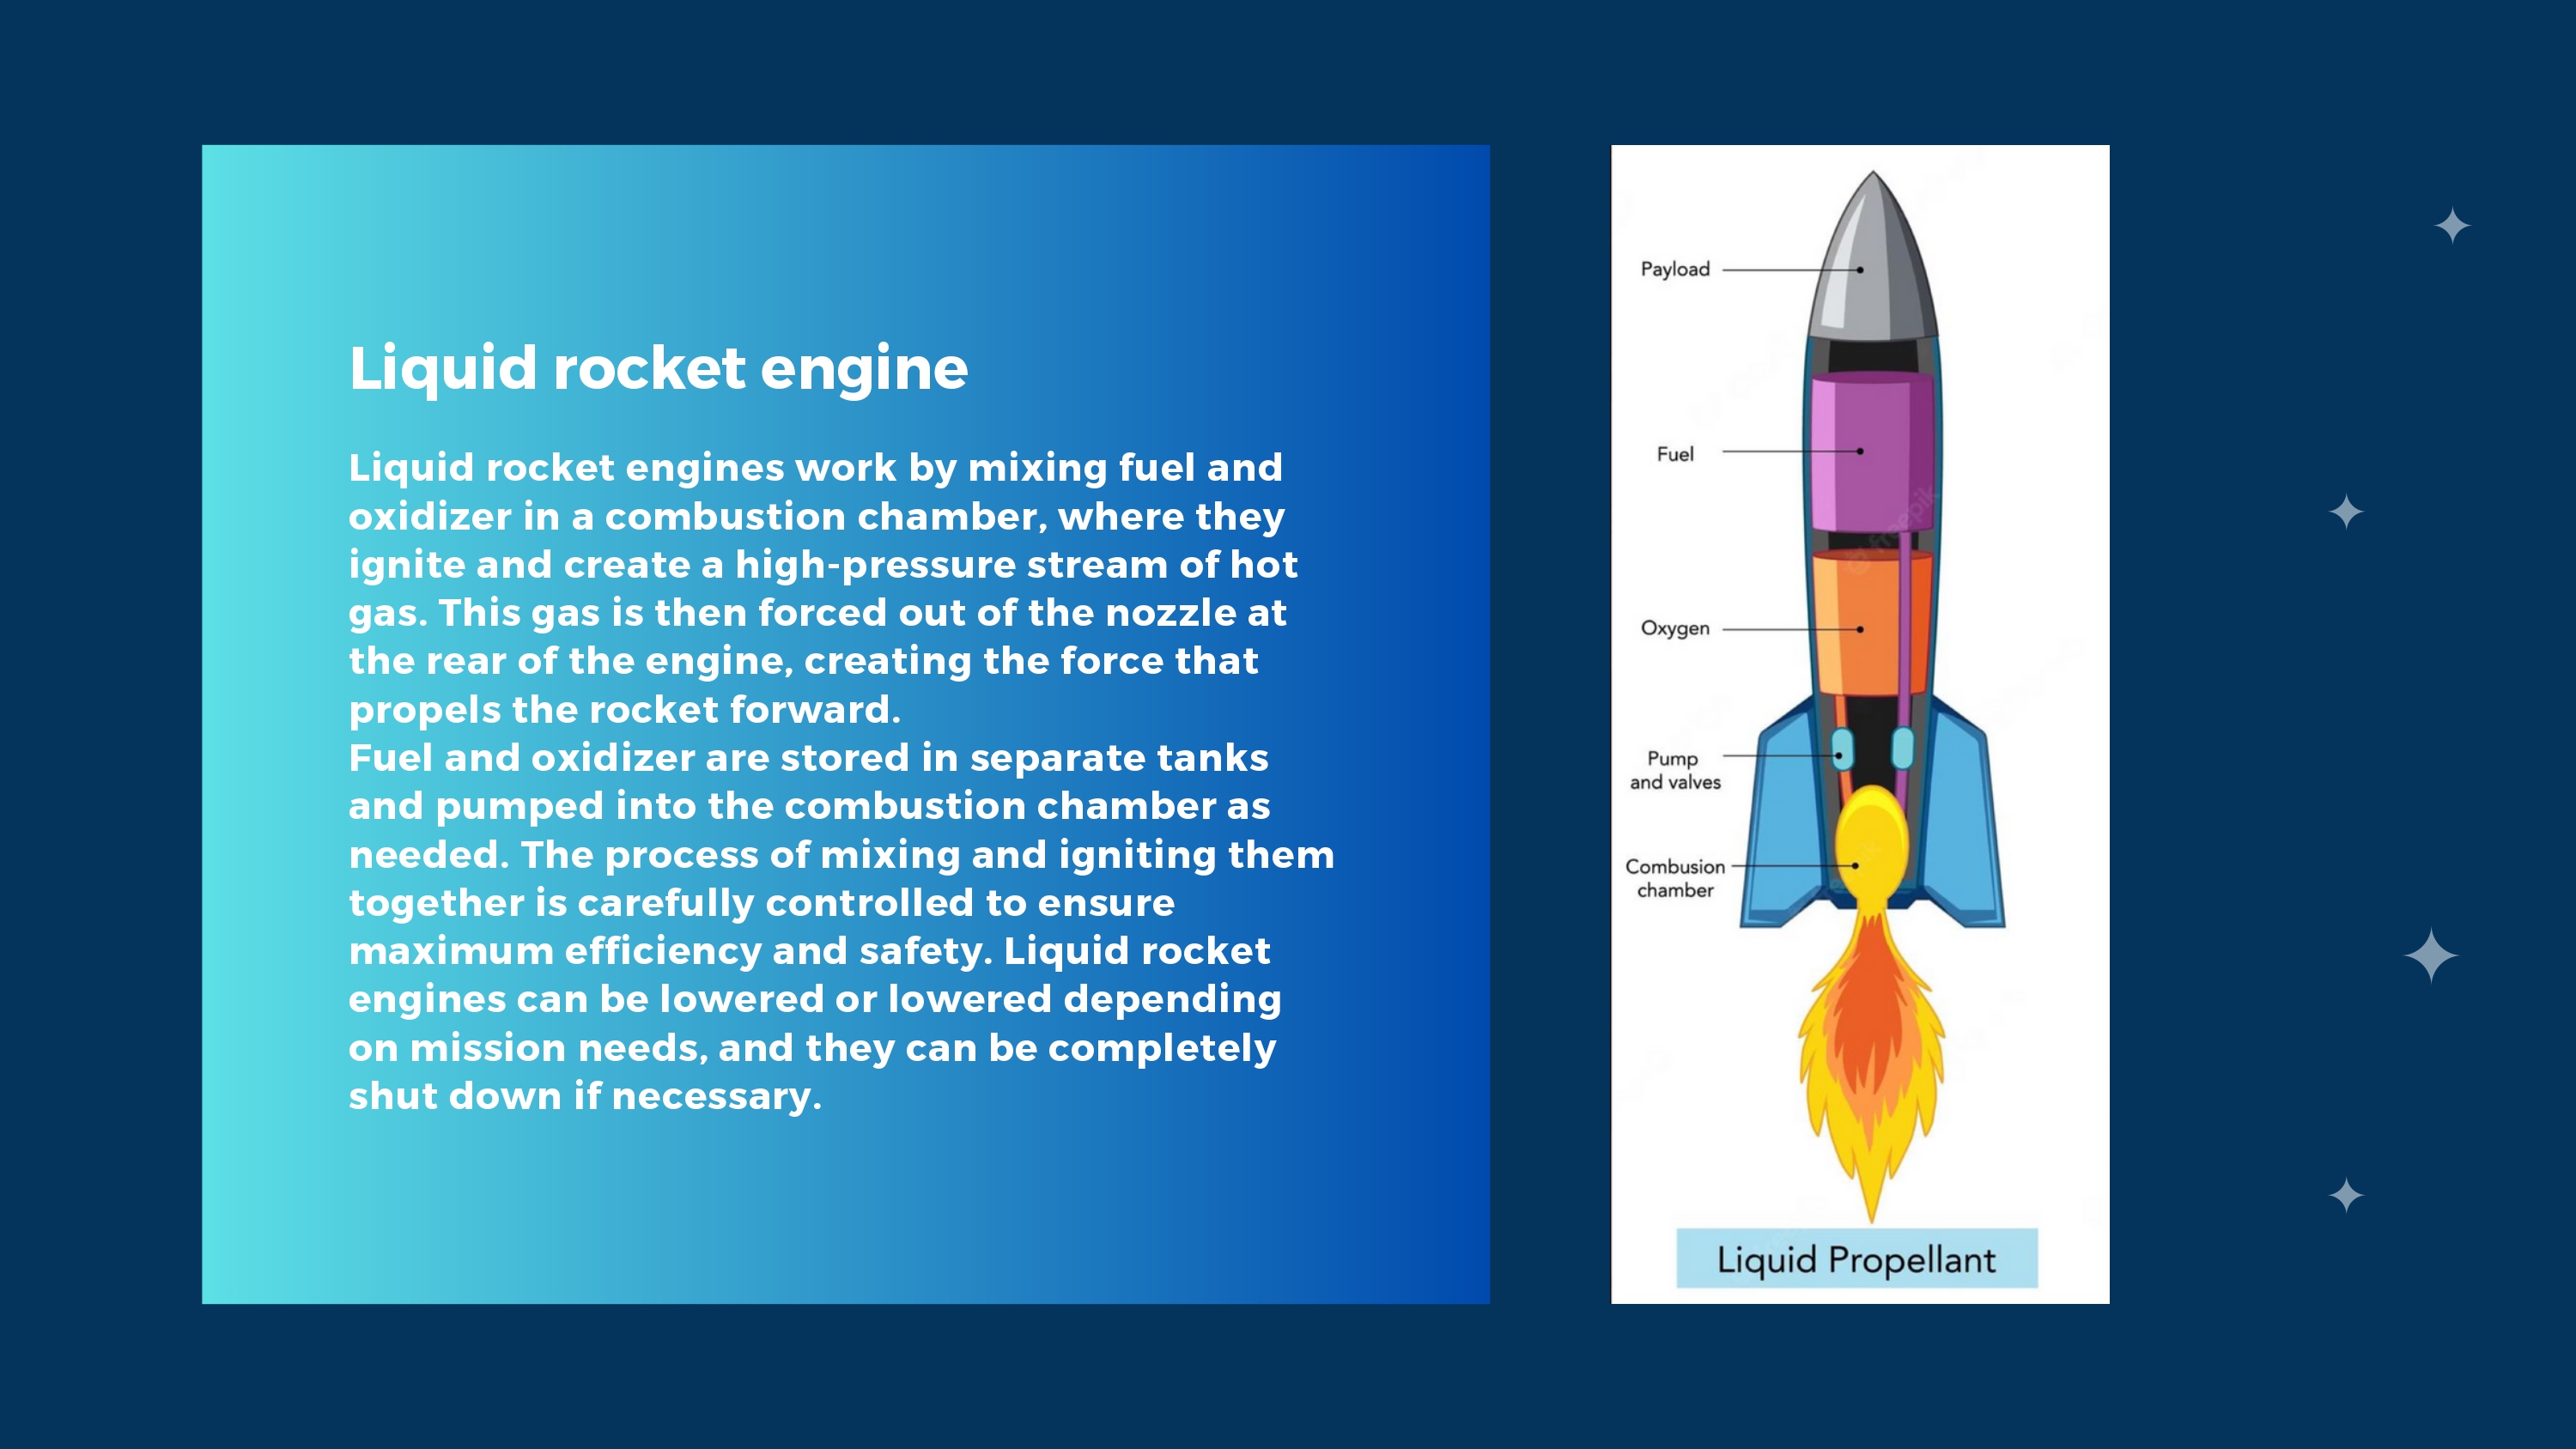 Liquid rocket engine
Liquid rocket engines work by mixing fuel and
oxidizer in a combustion chamber, where they
ignite and create a high-pressure stream of hot
gas. This gas is then forced out of the nozzle at
the rear of the engine, creating the force that
propels the rocket forward.
Fuel and oxidizer are stored in separate tanks
and pumped into the combustion chamber as
needed. The process of mixing and igniting them
together is carefully controlled to ensure
maximum efficiency and safety. Liquid rocket
engines can be lowered or lowered depending
on mission needs, and they can be completely
shut down if necessary.
Payload
Fuel
Oxygen
Pump
and valves
Combusion
chamber
Liquid Propellant
freepik